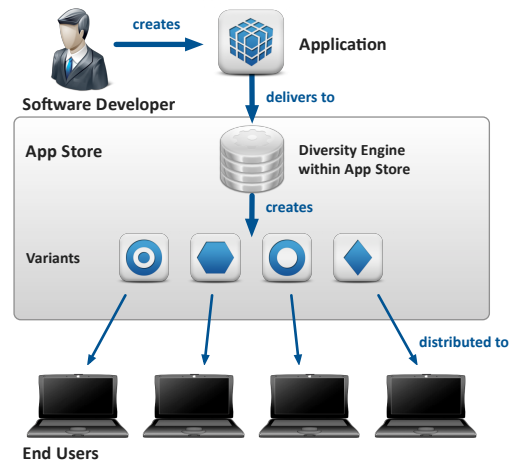 creates
Application
Software Developer
delivers to
App Store
Diversity Engine
within App Store
creates
Variants
distributed to
End Users